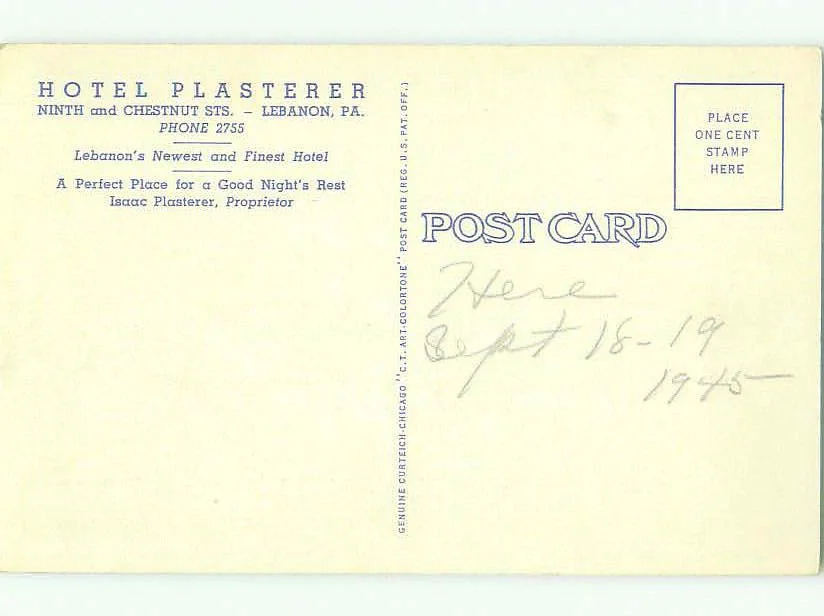 HOTEL PLASTERER
NINTH and CHESTNUT STS. – LEBANON, PA.
PHONE 2755
Lebanon's Newest and Finest Hotel
A Perfect Place for a Good Night's Rest
Isaac Plasterer, Proprietor
GENUINE CURTEICH-CHICAGO "C.T. ART-COLORTONE" POST CARD (REG. U.S. PAT. OFF.)
PLACE
ONE CENT
STAMP
HERE
POST CARD
Here
Sept 18-19
1945